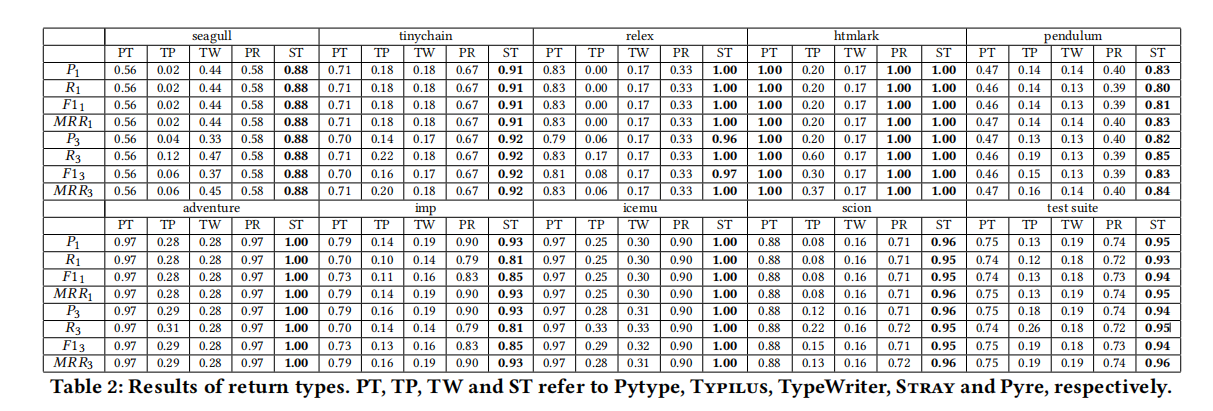 seagull tinychain relex htmlark pendulum
PT TP TW PR ST PT TP TW PR ST PT TP TW PR ST PT TP TW PR ST PT TP TW PR ST
P1 0.56 0.02 0.44 0.58 0.88 0.71 0.18 0.18 0.67 0.91 0.83 0.00 0.17 0.33 1.00 1.00 0.20 0.17 1.00 1.00 0.47 0.14 0.14 0.40 0.83
R1 0.56 0.02 0.44 0.58 0.88 0.71 0.18 0.18 0.67 0.91 0.83 0.00 0.17 0.33 1.00 1.00 0.20 0.17 1.00 1.00 0.46 0.14 0.13 0.39 0.80
F11 0.56 0.02 0.44 0.58 0.88 0.71 0.18 0.18 0.67 0.91 0.83 0.00 0.17 0.33 1.00 1.00 0.20 0.17 1.00 1.00 0.46 0.14 0.13 0.39 0.81
MRR1 0.56 0.02 0.44 0.58 0.88 0.71 0.18 0.18 0.67 0.91 0.83 0.00 0.17 0.33 1.00 1.00 0.20 0.17 1.00 1.00 0.47 0.14 0.14 0.40 0.83
P3 0.56 0.04 0.33 0.58 0.88 0.70 0.14 0.17 0.67 0.92 0.79 0.06 0.17 0.33 0.96 1.00 0.20 0.17 1.00 1.00 0.47 0.13 0.13 0.40 0.82
R3 0.56 0.12 0.47 0.58 0.88 0.71 0.22 0.18 0.67 0.92 0.83 0.17 0.17 0.33 1.00 1.00 0.60 0.17 1.00 1.00 0.46 0.19 0.13 0.39 0.85
F13 0.56 0.06 0.37 0.58 0.88 0.70 0.16 0.17 0.67 0.92 0.81 0.08 0.17 0.33 0.97 1.00 0.30 0.17 1.00 1.00 0.46 0.15 0.13 0.39 0.83
MRR3 0.56 0.06 0.45 0.58 0.88 0.71 0.20 0.18 0.67 0.92 0.83 0.06 0.17 0.33 1.00 1.00 0.37 0.17 1.00 1.00 0.47 0.16 0.14 0.40 0.84
adventure imp icemu scion test suite
PT TP TW PR ST PT TP TW PR ST PT TP TW PR ST PT TP TW PR ST PT TP TW PR ST
P1 0.97 0.28 0.28 0.97 1.00 0.79 0.14 0.19 0.90 0.93 0.97 0.25 0.30 0.90 1.00 0.88 0.08 0.16 0.71 0.96 0.75 0.13 0.19 0.74 0.95
R1 0.97 0.28 0.28 0.97 1.00 0.70 0.10 0.14 0.79 0.81 0.97 0.25 0.30 0.90 1.00 0.88 0.08 0.16 0.71 0.95 0.74 0.12 0.18 0.72 0.93
F11 0.97 0.28 0.28 0.97 1.00 0.73 0.11 0.16 0.83 0.85 0.97 0.25 0.30 0.90 1.00 0.88 0.08 0.16 0.71 0.95 0.74 0.13 0.18 0.73 0.94
MRR1 0.97 0.28 0.28 0.97 1.00 0.79 0.14 0.19 0.90 0.93 0.97 0.25 0.30 0.90 1.00 0.88 0.08 0.16 0.71 0.96 0.75 0.13 0.19 0.74 0.95
P3 0.97 0.29 0.28 0.97 1.00 0.79 0.16 0.19 0.90 0.93 0.97 0.28 0.31 0.90 1.00 0.88 0.12 0.16 0.71 0.96 0.75 0.18 0.19 0.74 0.94
R3 0.97 0.31 0.28 0.97 1.00 0.70 0.14 0.14 0.79 0.81 0.97 0.33 0.33 0.90 1.00 0.88 0.22 0.16 0.72 0.95 0.74 0.26 0.18 0.72 0.95
F13 0.97 0.29 0.28 0.97 1.00 0.73 0.13 0.16 0.83 0.85 0.97 0.29 0.32 0.90 1.00 0.88 0.15 0.16 0.71 0.95 0.75 0.20 0.18 0.73 0.94
MRR3 0.97 0.29 0.28 0.97 1.00 0.79 0.16 0.19 0.90 0.93 0.97 0.28 0.31 0.90 1.00 0.88 0.13 0.16 0.72 0.96 0.75 0.19 0.19 0.74 0.96
Table 2: Results of return types. PT, TP, TW and ST refer to Pytype, Typilus, TypeWriter, Stray and Pyre, respectively.